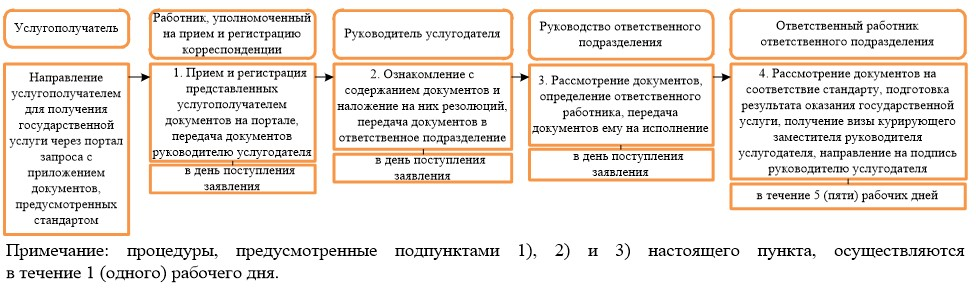 Услугополучатель
Работник, уполномоченный
на прием и регистрацию
корреспонденции
Руководитель услугодателя
Руководство ответственного
подразделения
Ответственный работник
ответственного подразделения
Направление
услугополучателем
для получения
государственной
услуги через портал
запроса с
приложением
документов,
предусмотренных
стандартом
1. Прием и регистрация
представленных
услугополучателем
документов на портале,
передача документов
руководителю услугодателя
в день поступления
заявления
2. Ознакомление с
содержанием документов и
наложение на них резолюций,
передача документов в
ответственное подразделение
в день поступления
заявления
3. Рассмотрение документов,
определение ответственного
работника, передача
документов ему на исполнение
в день поступления
заявления
4. Рассмотрение документов на
соответствие стандарту, подготовка
результата оказания государственной
услуги, получение визы курирующего
заместителя руководителя
услугодателя, направление на подпись
руководителю услугодателя
в течение 5 (пяти) рабочих дней
Примечание: процедуры, предусмотренные подпунктами 1), 2) и 3) настоящего пункта, осуществляются
в течение 1 (одного) рабочего дня.